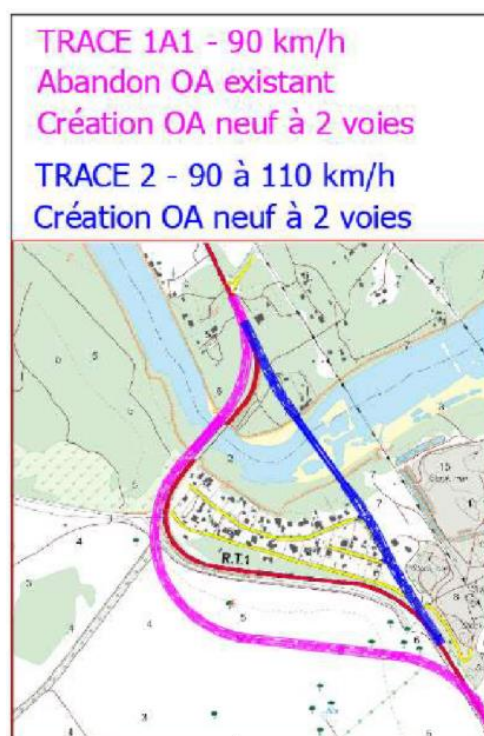 TRACE 1A1 - 90 km/h
Abandon OA existant
Création OA neuf à 2 voies
TRACE 2 - 90 à 110 km/h
Création OA neuf à 2 voies
R.T.1